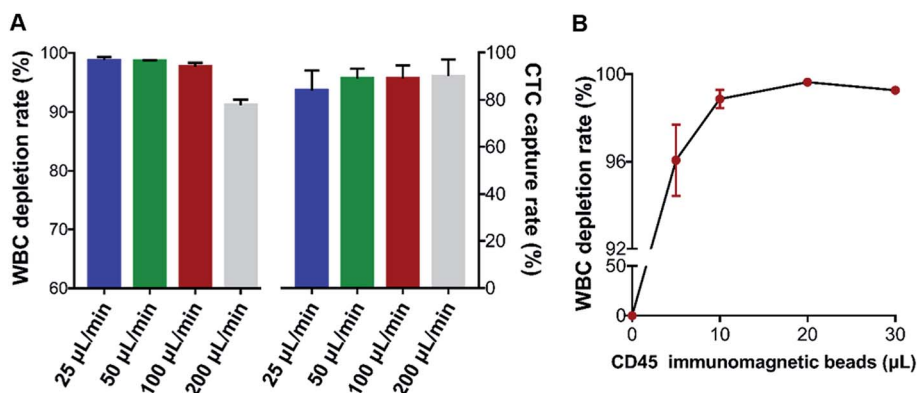 A
WBC depletion rate (%)
100
90
80
70
60
25 µL/min
50 µL/min
100 µL/min
200 µL/min
25 µL/min
50 µL/min
100 µL/min
200 µL/min
100
80
60
40
20
0
CTC capture rate (%)
B
WBC depletion rate (%)
100
96
92
50
0
0
10
20
30
CD45 immunomagnetic beads (µL)